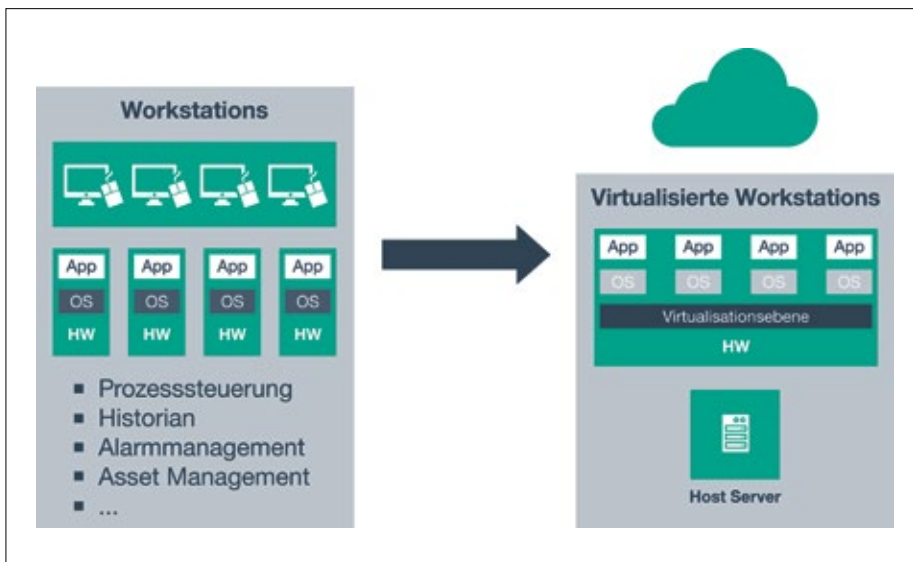 Workstations
App App App App
OS OS OS OS
HW HW HW HW
▪ Prozesssteuerung
▪ Historian
▪ Alarmmanagement
▪ Asset Management
▪ ...
Virtualisierte Workstations
App App App App
OS OS OS OS
Virtualisationsebene
HW
Host Server